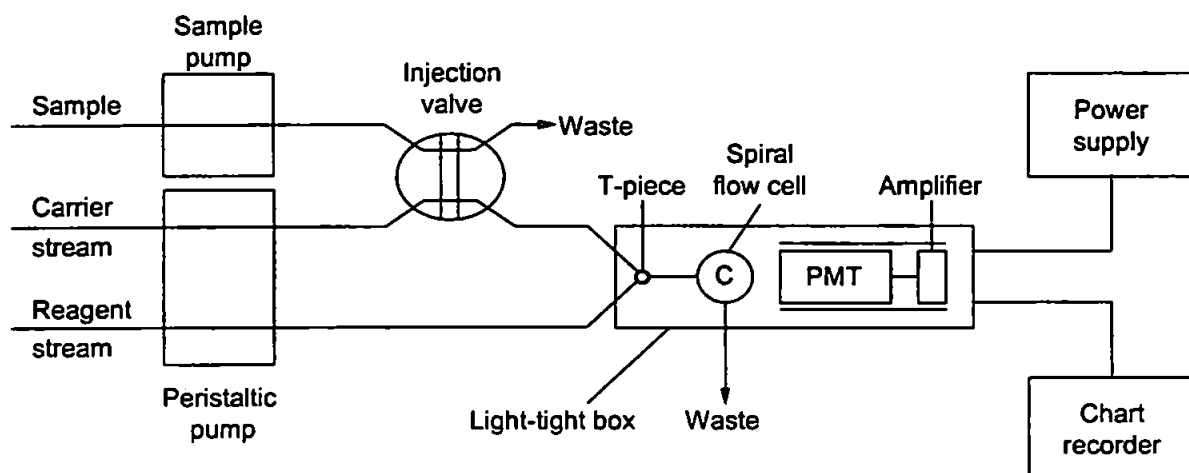 Sample
pump
Injection
valve
Sample
Waste
Power
supply
Spiral
flow cell
T-piece
Amplifier
Carrier
stream
C
PMT
Reagent
stream
Peristaltic
pump
Light-tight box
Waste
Chart
recorder